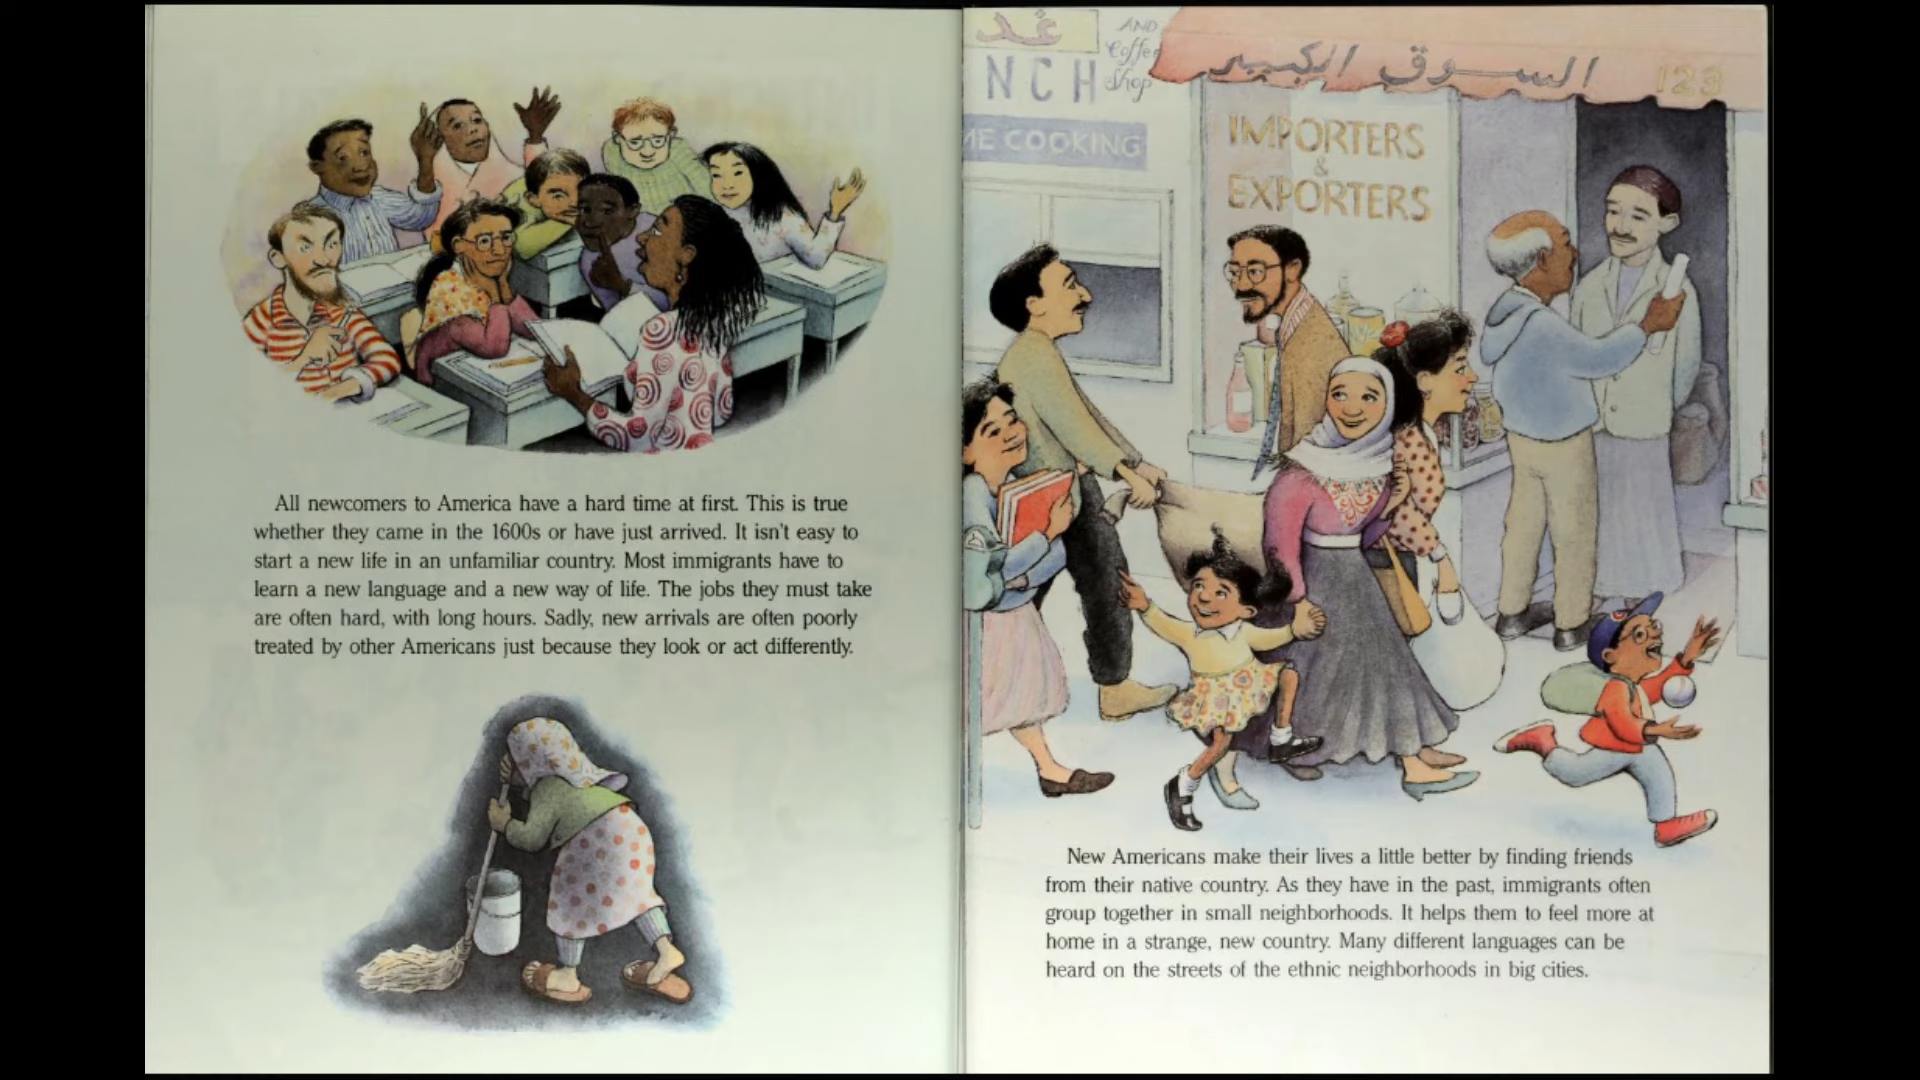 All newcomers to America have a hard time at first. This is true
whether they came in the 1600s or have just arrived. It isn't easy to
start a new life in an unfamiliar country. Most immigrants have to
learn a new language and a new way of life. The jobs they must take
are often hard, with long hours. Sadly, new arrivals are often poorly
treated by other Americans just because they look or act differently.
غد
AND
Coffee
Shop
NCH
ME COOKING
السوق الكبير
123
IMPORTERS
&
EXPORTERS
New Americans make their lives a little better by finding friends
from their native country. As they have in the past, immigrants often
group together in small neighborhoods. It helps them to feel more at
home in a strange, new country. Many different languages can be
heard on the streets of the ethnic neighborhoods in big cities.